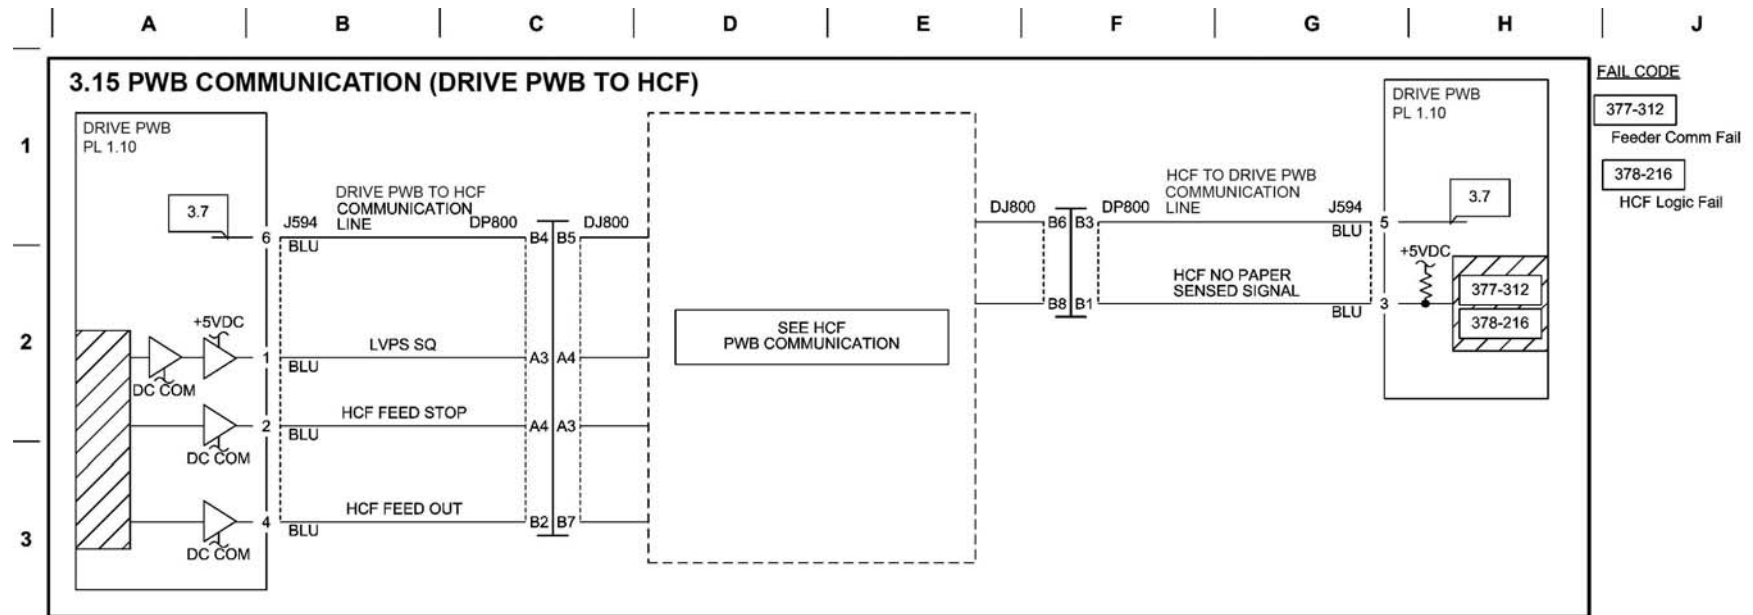 A B C D E F G H J
3.15 PWB COMMUNICATION (DRIVE PWB TO HCF)
FAIL CODE
377-312
Feeder Comm Fail
378-216
HCF Logic Fail
1
2
3
DRIVE PWB
PL 1.10
3.7
6
J594
BLU
DRIVE PWB TO HCF
COMMUNICATION
LINE
DP800
B4 B5
DJ800
+5VDC
DC COM
1
BLU
LVPS SQ
A3 A4
DC COM
2
BLU
HCF FEED STOP
A4 A3
DC COM
4
BLU
HCF FEED OUT
B2 B7
SEE HCF
PWB COMMUNICATION
DJ800
B6 B3
DP800
HCF TO DRIVE PWB
COMMUNICATION
LINE
J594
BLU
5
B8 B1
HCF NO PAPER
SENSED SIGNAL
BLU
3
DRIVE PWB
PL 1.10
3.7
+5VDC
377-312
378-216